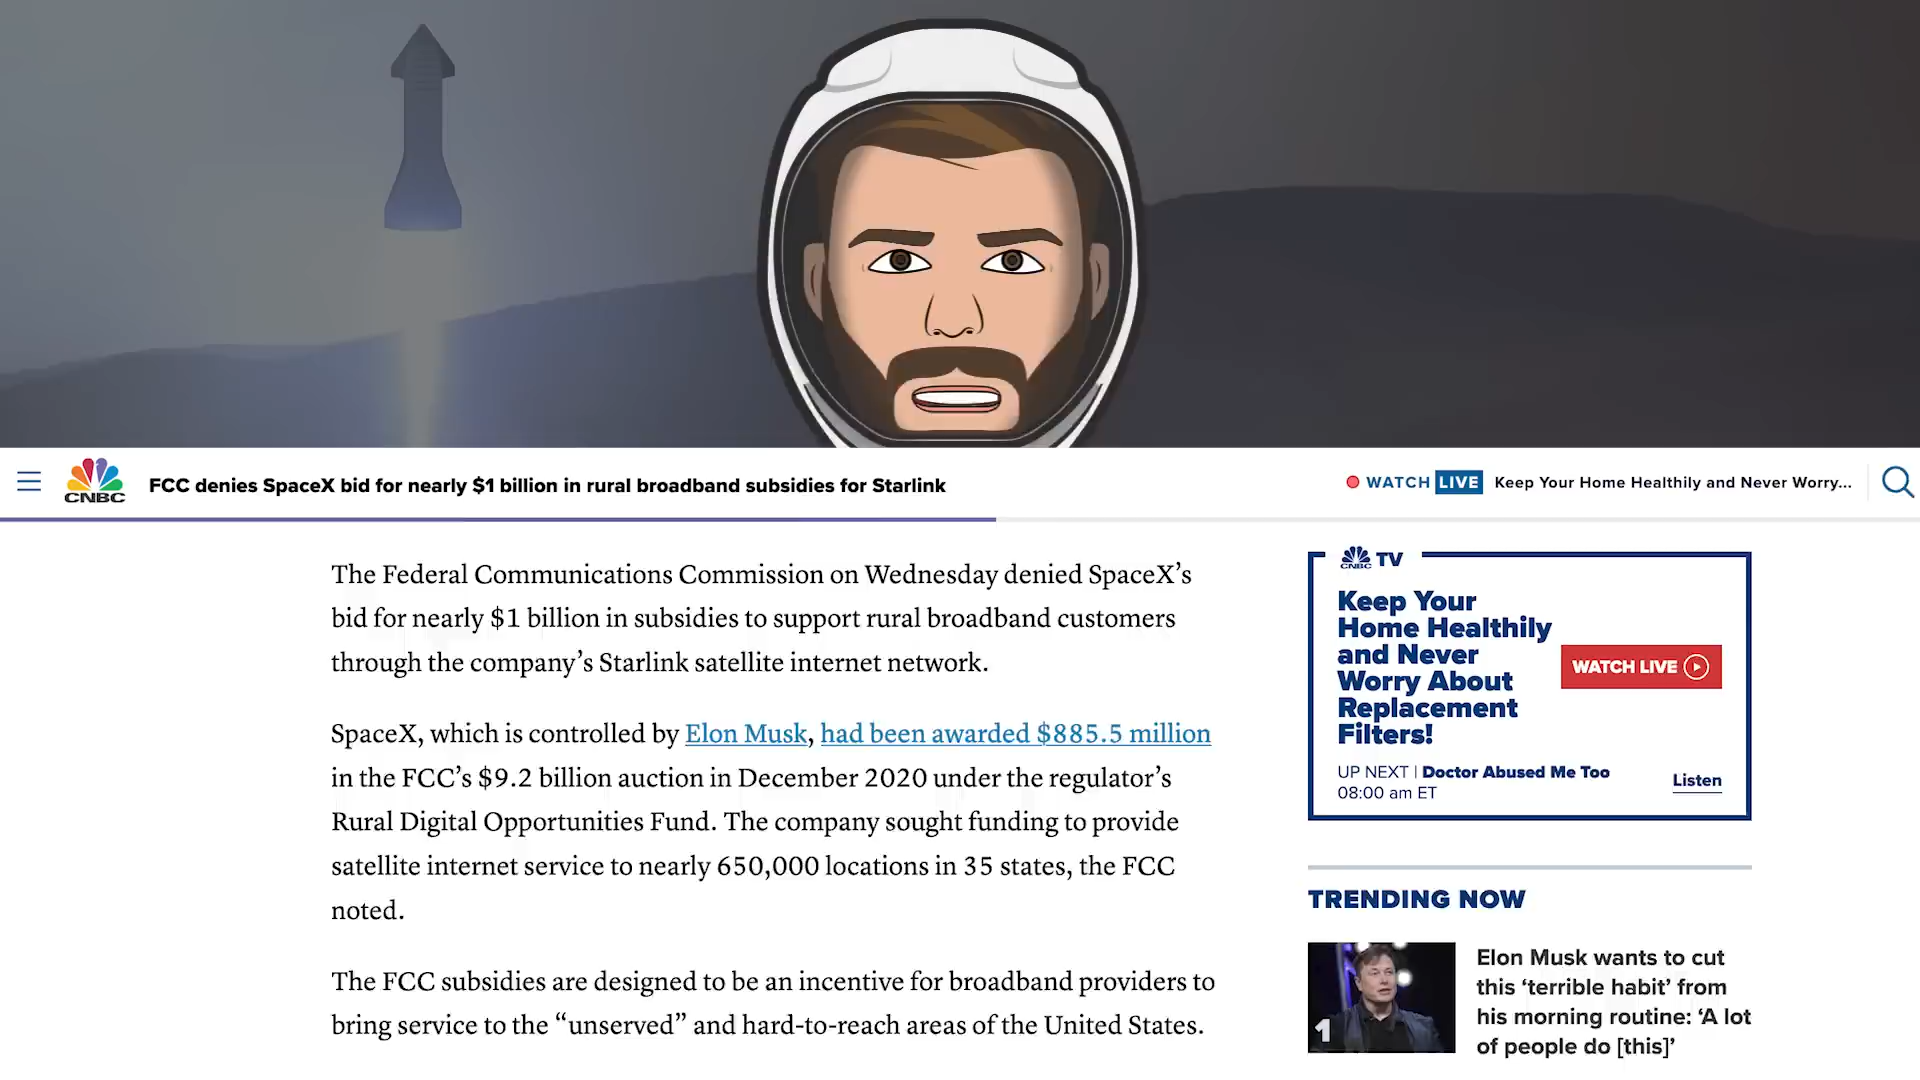 CNBC
FCC denies SpaceX bid for nearly $1 billion in rural broadband subsidies for Starlink
WATCH LIVE
Keep Your Home Healthily and Never Worry...
The Federal Communications Commission on Wednesday denied SpaceX’s
bid for nearly $1 billion in subsidies to support rural broadband customers
through the company’s Starlink satellite internet network.
SpaceX, which is controlled by Elon Musk, had been awarded $885.5 million
in the FCC’s $9.2 billion auction in December 2020 under the regulator’s
Rural Digital Opportunities Fund. The company sought funding to provide
satellite internet service to nearly 650,000 locations in 35 states, the FCC
noted.
The FCC subsidies are designed to be an incentive for broadband providers to
bring service to the “unserved” and hard-to-reach areas of the United States.
CNBC TV
Keep Your
Home Healthily
and Never
Worry About
Replacement
Filters!
WATCH LIVE
UP NEXT | Doctor Abused Me Too
08:00 am ET
Listen
TRENDING NOW
1
Elon Musk wants to cut
this ‘terrible habit’ from
his morning routine: ‘A lot
of people do [this]’